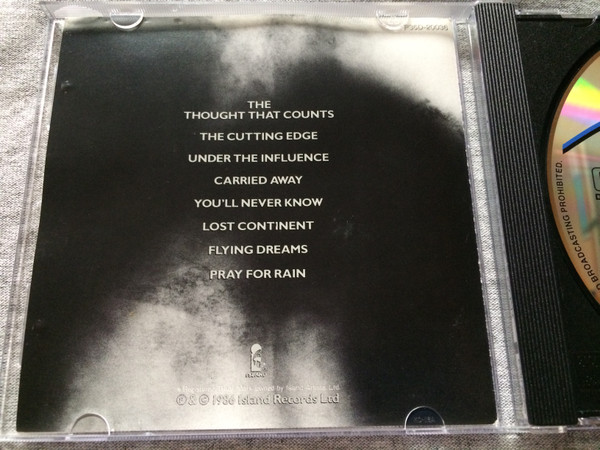 THE
THOUGHT THAT COUNTS
THE CUTTING EDGE
UNDER THE INFLUENCE
CARRIED AWAY
YOU'LL NEVER KNOW
LOST CONTINENT
FLYING DREAMS
PRAY FOR RAIN
Ltd
℗ & © 1986 Island Records Ltd
BROADCASTING PROHIBITED.